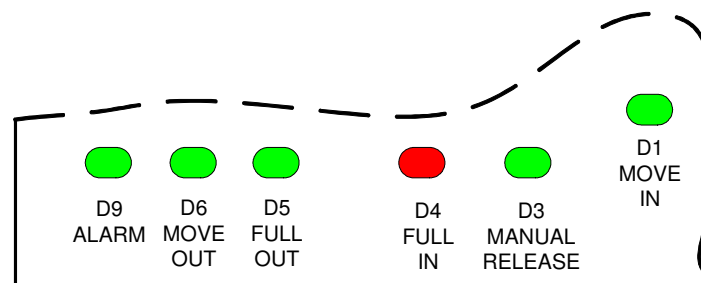 D9
ALARM
D6
MOVE
OUT
D5
FULL
OUT
D4
FULL
IN
D3
MANUAL
RELEASE
D1
MOVE
IN